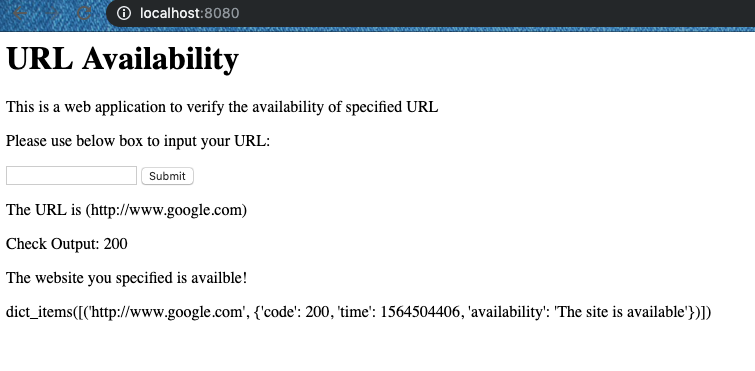 localhost:8080
URL Availability
This is a web application to verify the availability of specified URL
Please use below box to input your URL:
Submit
The URL is (http://www.google.com)
Check Output: 200
The website you specified is availble!
dict_items([('http://www.google.com', {'code': 200, 'time': 1564504406, 'availability': 'The site is available'})])